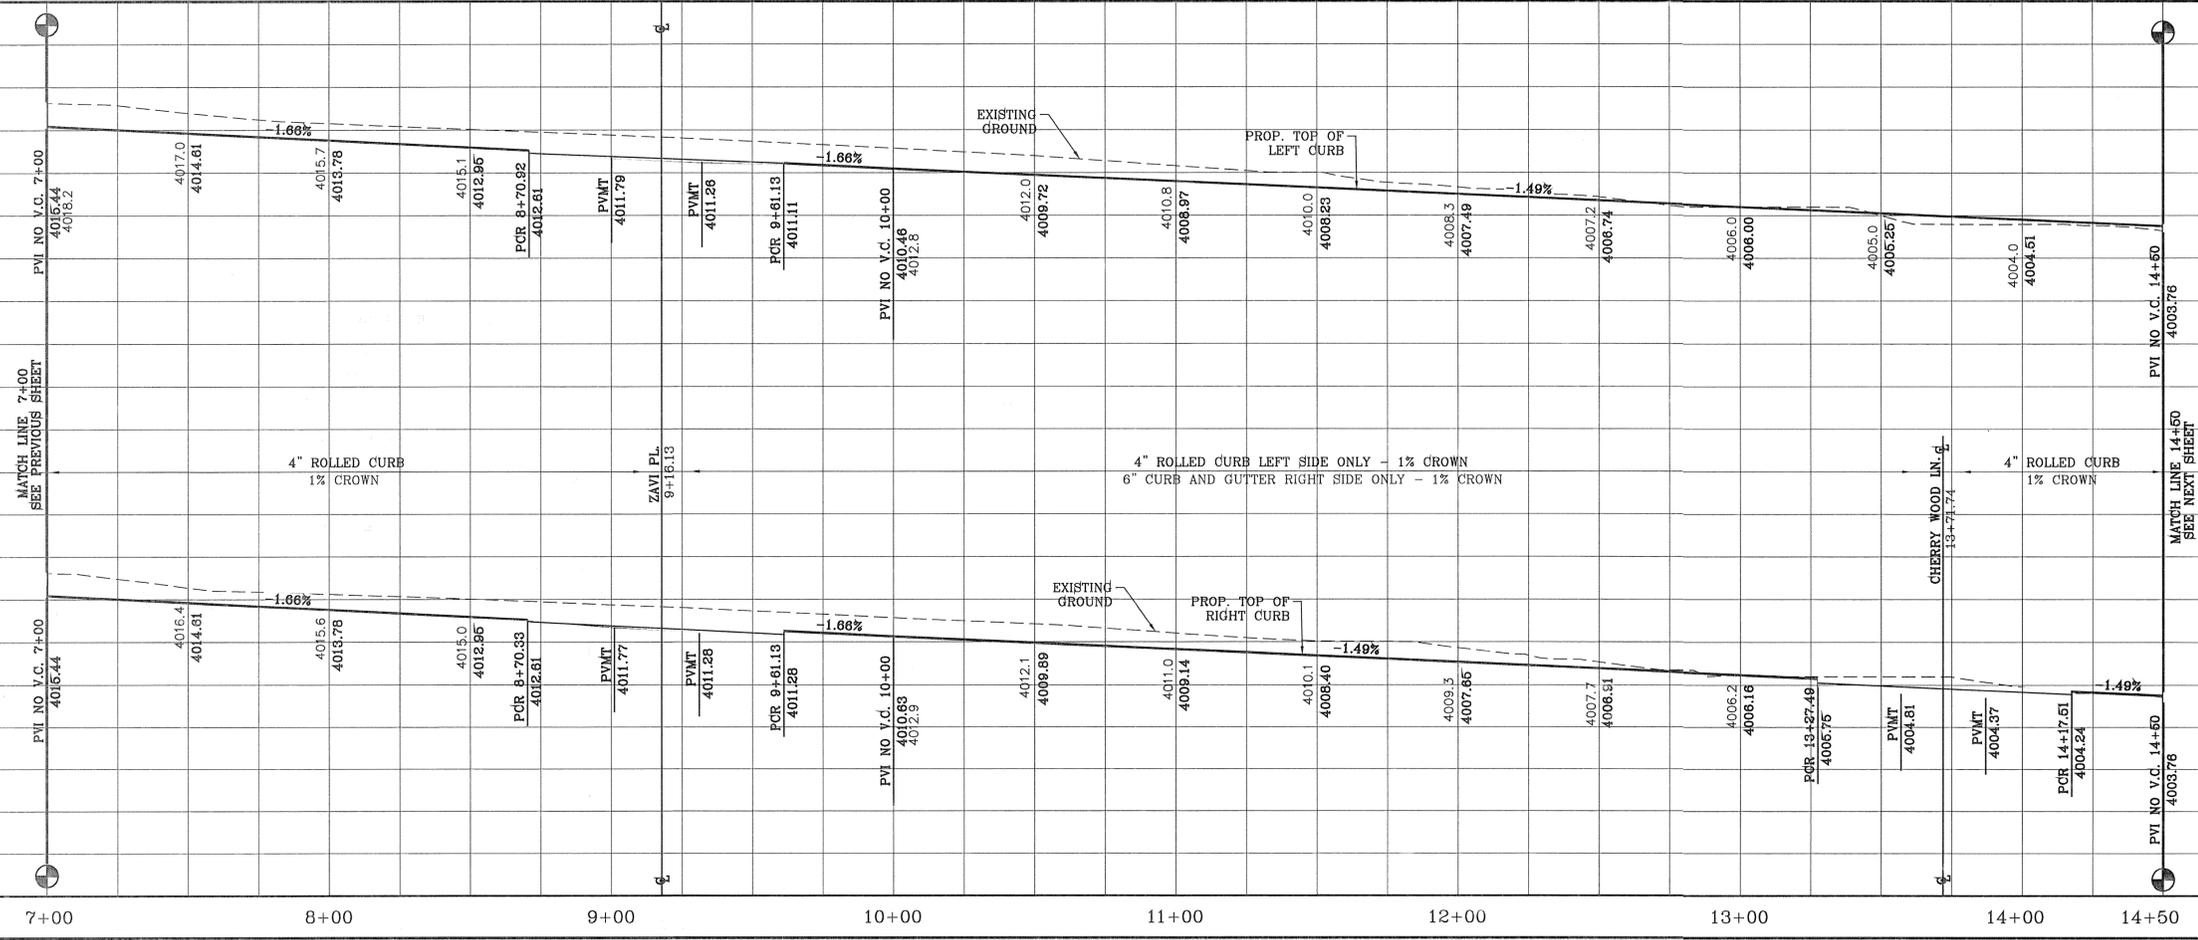 MATCH LINE 7+00
SEE PREVIOUS SHEET
PVI NO V.C. 7+00
4015.44
4018.2
-1.66%
4017.0
4014.61
4015.7
4013.78
4015.1
4012.95
PCR 8+70.92
4012.61
PVMT
4011.79
PVMT
4011.26
PCR 9+61.13
4011.11
-1.66%
PVI NO V.C. 10+00
4010.46
4012.8
EXISTING
GROUND
4012.0
4009.72
4010.8
4008.97
PROP. TOP OF
LEFT CURB
4010.0
4008.23
4008.3
4007.49
-1.49%
4007.2
4006.74
4006.0
4006.00
4005.0
4005.25
4004.0
4004.51
PVI NO V.C. 14+50
4003.76
4" ROLLED CURB
1% CROWN
ZAVI PL.
9+16.13
4" ROLLED CURB LEFT SIDE ONLY - 1% CROWN
6" CURB AND GUTTER RIGHT SIDE ONLY - 1% CROWN
CHERRY WOOD LN.
13+71.74
4" ROLLED CURB
1% CROWN
MATCH LINE 14+50
SEE NEXT SHEET
PVI NO V.C. 7+00
4015.44
-1.66%
4016.4
4014.61
4015.6
4013.78
4015.0
4012.95
PCR 8+70.33
4012.61
PVMT
4011.77
PVMT
4011.28
PCR 9+61.13
4011.28
-1.66%
PVI NO V.C. 10+00
4010.63
4012.9
EXISTING
GROUND
4012.1
4009.89
4011.0
4009.14
PROP. TOP OF
RIGHT CURB
4010.1
4008.40
-1.49%
4009.3
4007.65
4007.7
4006.91
4006.2
4006.16
PCR 13+27.49
4005.75
PVMT
4004.81
PVMT
4004.37
PCR 14+17.51
4004.24
-1.49%
PVI NO V.C. 14+50
4003.76
7+00
8+00
9+00
10+00
11+00
12+00
13+00
14+00
14+50